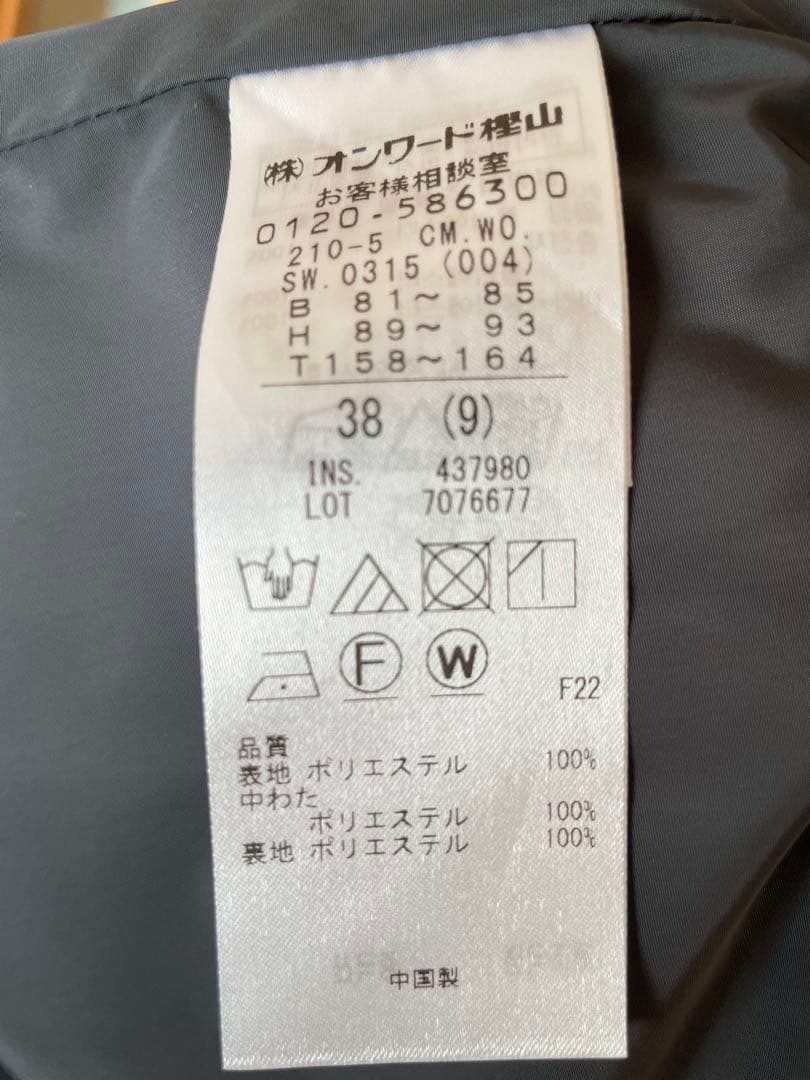 (株)オンワード樫山
お客様相談室
0120-586300
210-5 CM.WO.
SW.0315(004)
B 81～ 85
H 89～ 93
T158～164
38 (9)
INS. 437980
LOT 7076677
F
W
F22
品質
表地 ポリエステル 100%
中わた
ポリエステル 100%
裏地 ポリエステル 100%
中国製